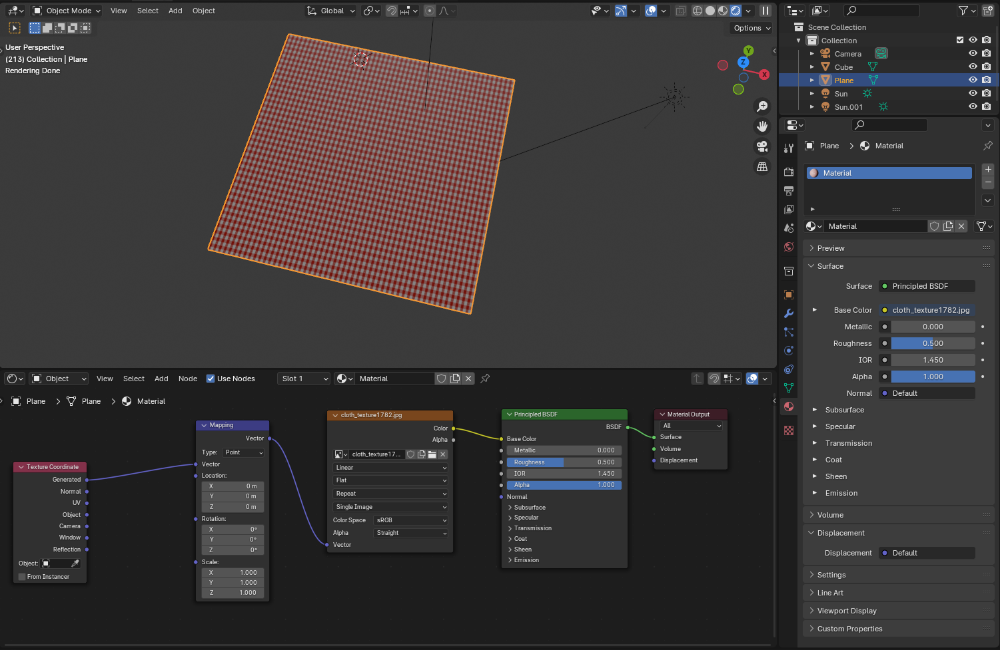 Object Mode
View
Select
Add
Object
Global
Options
User Perspective
(213) Collection | Plane
Rendering Done
Y
Z
X
Scene Collection
Collection
Camera
Cube
Plane
Sun
Sun.001
Plane
Material
Material
Material
Preview
Surface
Surface
Principled BSDF
Base Color
cloth_texture1782.jpg
Metallic
0.000
Roughness
0.500
IOR
1.450
Alpha
1.000
Normal
Default
Subsurface
Specular
Transmission
Coat
Sheen
Emission
Volume
Displacement
Displacement
Default
Settings
Line Art
Viewport Display
Custom Properties
Object
View
Select
Add
Node
Use Nodes
Slot 1
Material
Plane
Plane
Material
Texture Coordinate
Generated
Normal
UV
Object
Camera
Window
Reflection
Object:
From Instancer
Mapping
Vector
Type:
Point
Vector
Location:
X 0 m
Y 0 m
Z 0 m
Rotation:
X 0°
Y 0°
Z 0°
Scale:
X 1.000
Y 1.000
Z 1.000
cloth_texture1782.jpg
Color
Alpha
cloth_texture17...
Linear
Flat
Repeat
Single Image
Color Space
sRGB
Alpha
Straight
Vector
Principled BSDF
BSDF
Base Color
Metallic 0.000
Roughness 0.500
IOR 1.450
Alpha 1.000
Normal
Subsurface
Specular
Transmission
Coat
Sheen
Emission
Material Output
All
Surface
Volume
Displacement